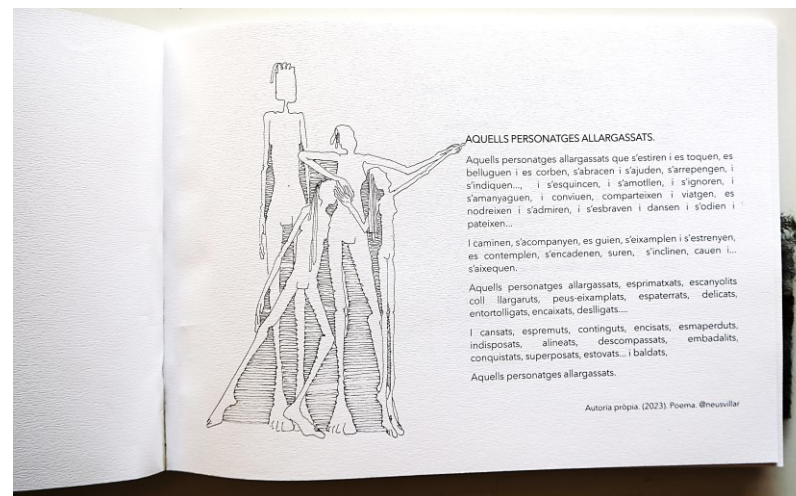 AQUELLS PERSONATGES ALLARGASSATS.
Aquells personatges allargassats que s'estiren i es toquen, es
belluguen i es corben, s'abracen i s'ajuden, s'arrepengen, i
s'indiquen..., i s'esquincen, i s'amotllen, i s'ignoren, i
s'amanyaguen, i conviuen, comparteixen i viatgen, es
nodreixen i s'admiren, i s'esbraven i dansen i s'odien i
pateixen...
I caminen, s'acompanyen, es guien, s'eixamplen i s'estrenyen,
es contemplen, s'encadenen, suren, s'inclinen, cauen i...
s'aixequen.
Aquells personatges allargassats, esprimatxats, escanyolits
coll llargaruts, peus-eixamplats, espaterrats, delicats,
entortolligats, encaixats, deslligats....
I cansats, espremuts, continguts, encisats, esmaperduts,
indisposats, alineats, descompassats, embadalits,
conquistats, superposats, estovats... i baldats,
Aquells personatges allargassats.
Autoria pròpia. (2023). Poema. @neusvillar